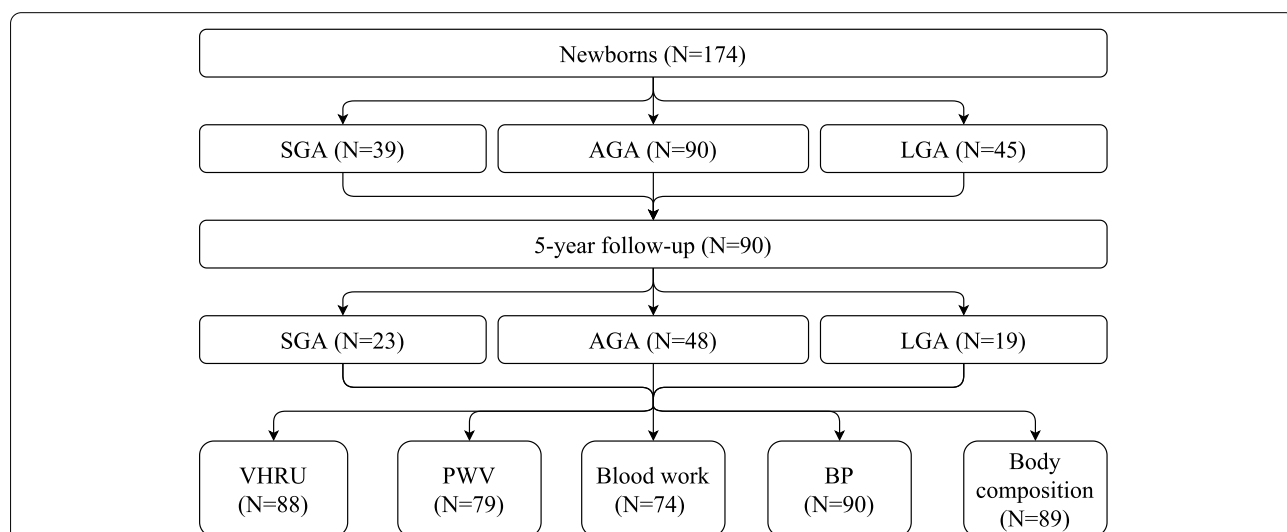 Newborns (N=174)
SGA (N=39)
AGA (N=90)
LGA (N=45)
5-year follow-up (N=90)
SGA (N=23)
AGA (N=48)
LGA (N=19)
VHRU
(N=88)
PWV
(N=79)
Blood work
(N=74)
BP
(N=90)
Body
composition
(N=89)